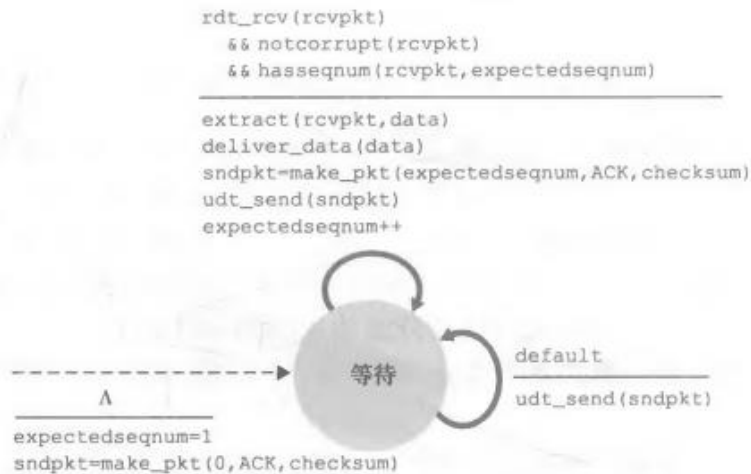 rdt_rcv(rcvpkt)
&& notcorrupt(rcvpkt)
&& hasseqnum(rcvpkt,expectedseqnum)
extract(rcvpkt,data)
deliver_data(data)
sndpkt=make_pkt(expectedseqnum,ACK,checksum)
udt_send(sndpkt)
expectedseqnum++
等待
default
udt_send(sndpkt)
Λ
expectedseqnum=1
sndpkt=make_pkt(0,ACK,checksum)